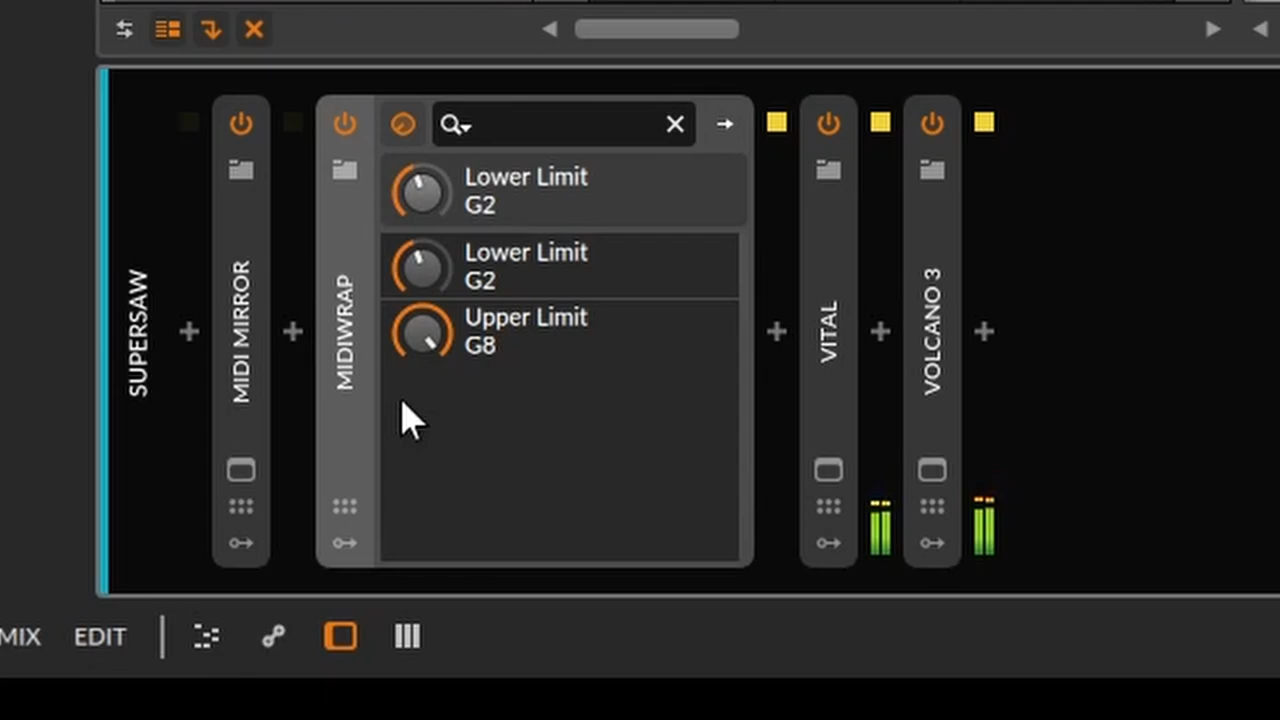 SUPERSAW
MIDI MIRROR
MIDIWRAP
Lower Limit
G2
Lower Limit
G2
Upper Limit
G8
VITAL
VOLCANO 3
MIX
EDIT